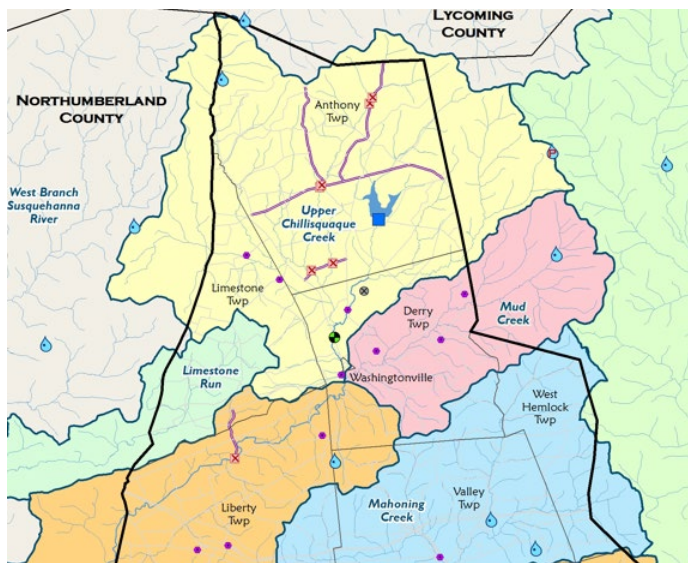 LYCOMING
COUNTY
NORTHUMBERLAND
COUNTY
Anthony
Twp
West Branch
Susquehanna
River
Upper
Chillisquaque
Creek
Limestone
Twp
Derry
Twp
Mud
Creek
Limestone
Run
Washingtonville
West
Hemlock
Twp
Liberty
Twp
Mahoning
Creek
Valley
Twp